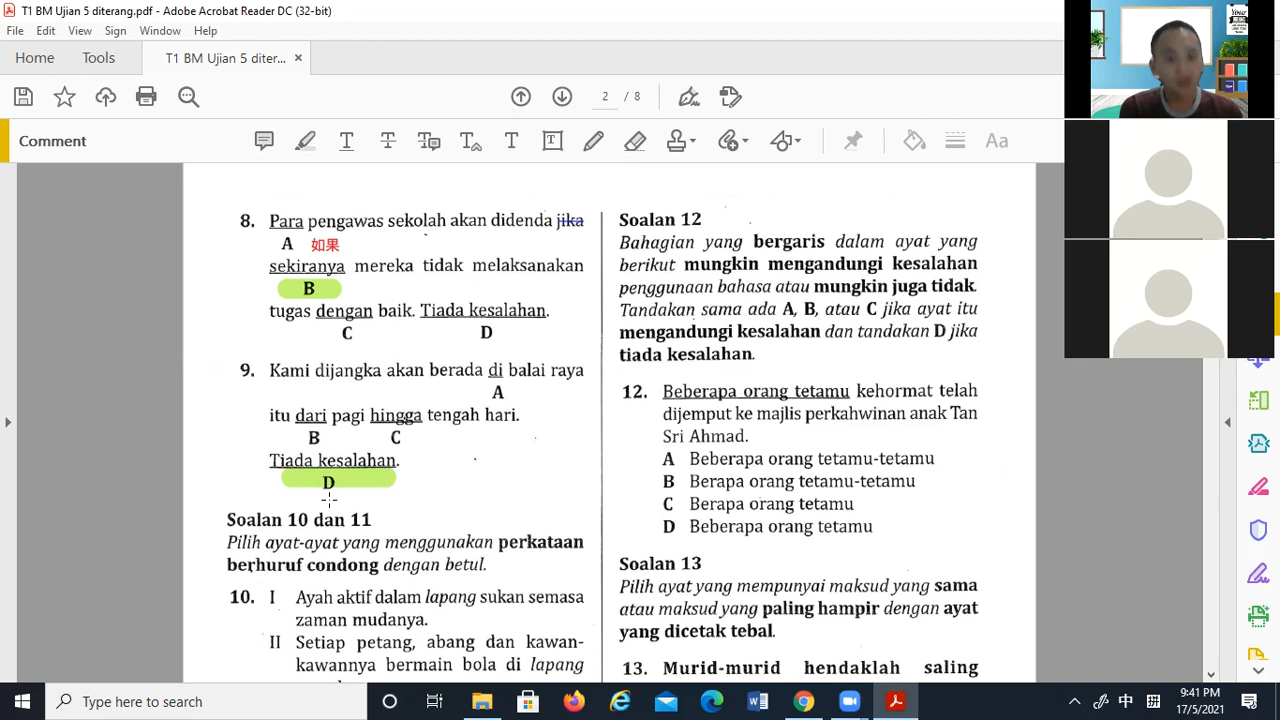 T1 BM Ujian 5 diterang.pdf - Adobe Acrobat Reader DC (32-bit)
File Edit View Sign Window Help
Home Tools T1 BM Ujian 5 diter... ×
2 / 8
Comment
8. Para pengawas sekolah akan didenda jika
A 如果
sekiranya mereka tidak melaksanakan
B
tugas dengan baik. Tiada kesalahan.
C D
9. Kami dijangka akan berada di balai raya
A
itu dari pagi hingga tengah hari.
B C
Tiada kesalahan.
D
Soalan 10 dan 11
Pilih ayat-ayat yang menggunakan perkataan
berhuruf condong dengan betul.
10. I Ayah aktif dalam lapang sukan semasa
zaman mudanya.
II Setiap petang, abang dan kawan-
kawannya bermain bola di lapang
Soalan 12
Bahagian yang bergaris dalam ayat yang
berikut mungkin mengandungi kesalahan
penggunaan bahasa atau mungkin juga tidak.
Tandakan sama ada A, B, atau C jika ayat itu
mengandungi kesalahan dan tandakan D jika
tiada kesalahan.
12. Beberapa orang tetamu kehormat telah
dijemput ke majlis perkahwinan anak Tan
Sri Ahmad.
A Beberapa orang tetamu-tetamu
B Berapa orang tetamu-tetamu
C Berapa orang tetamu
D Beberapa orang tetamu
Soalan 13
Pilih ayat yang mempunyai maksud yang sama
atau maksud yang paling hampir dengan ayat
yang dicetak tebal.
13. Murid-murid hendaklah saling
Type here to search
中 拼
9:41 PM
17/5/2021